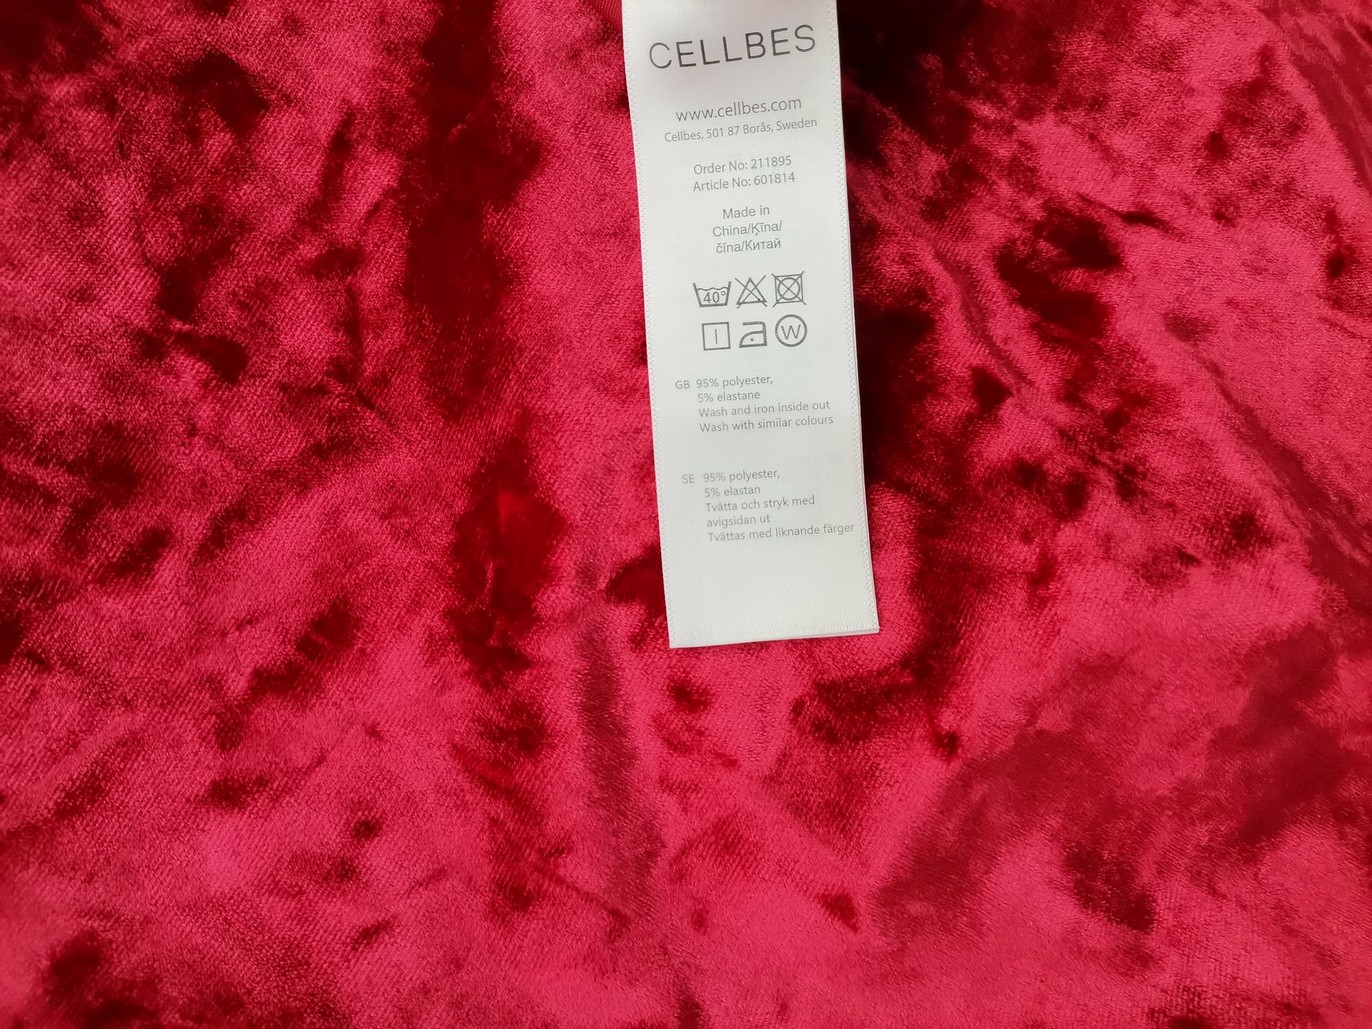 CELLBES
www.cellbes.com
Cellbes, 501 87 Borås, Sweden
Order No: 211895
Article No: 601814
Made in
China/Ķīna/
čína/Китай
40°
W
GB 95% polyester,
5% elastane
Wash and iron inside out
Wash with similar colours
SE 95% polyester,
5% elastan
Tvätta och stryk med
avigsidan ut
Tvättas med liknande färger